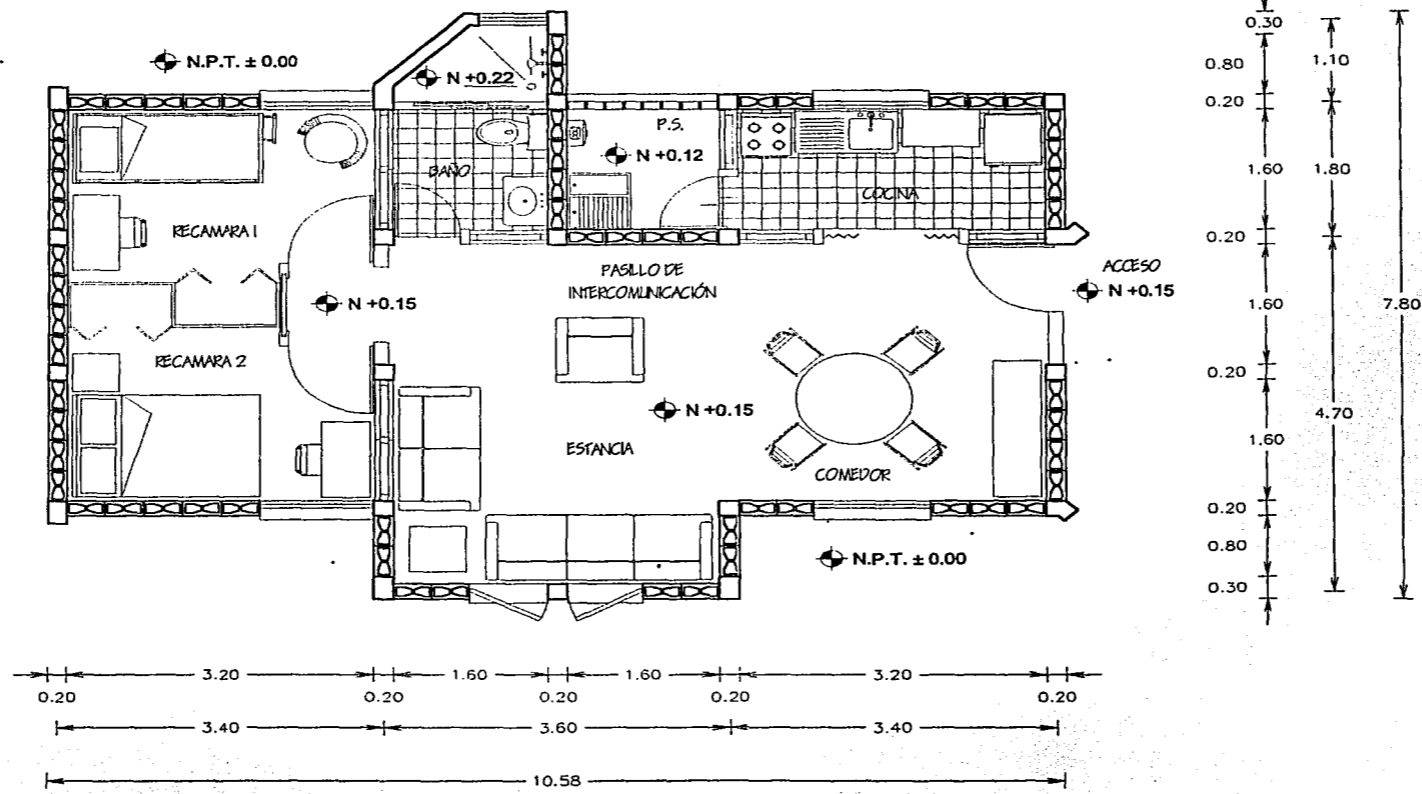 N.P.T. ± 0.00
N +0.22
P.S.
N +0.12
BAÑO
COCINA
RECAMARA 1
PASILLO DE
INTERCOMUNICACIÓN
ACCESO
N +0.15
N +0.15
RECAMARA 2
N +0.15
ESTANCIA
COMEDOR
N.P.T. ± 0.00
0.30
0.80
0.20
1.60
0.20
1.60
0.20
1.60
0.20
0.80
0.30
1.10
1.80
4.70
7.80
3.20
1.60
1.60
3.20
0.20
0.20
0.20
0.20
0.20
3.40
3.60
3.40
10.58